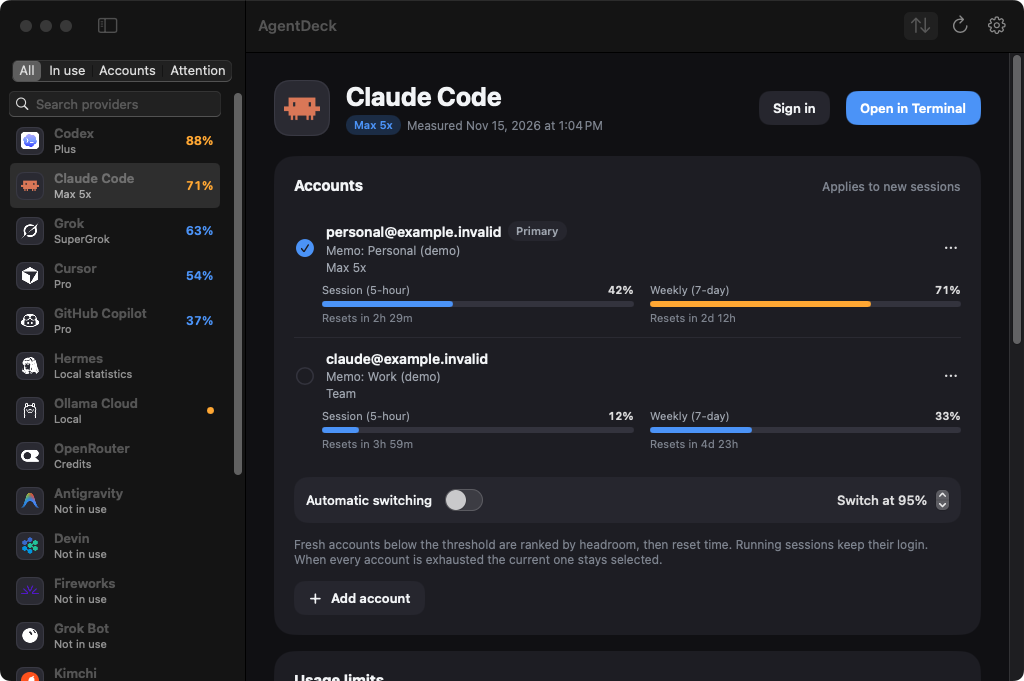 AgentDeck
All In use Accounts Attention
Search providers
Codex
Plus
88%
Claude Code
Max 5x
71%
Grok
SuperGrok
63%
Cursor
Pro
54%
GitHub Copilot
Pro
37%
Hermes
Local statistics
Ollama Cloud
Local
OpenRouter
Credits
Antigravity
Not in use
Devin
Not in use
Fireworks
Not in use
Grok Bot
Not in use
Kimchi
Claude Code
Max 5x Measured Nov 15, 2026 at 1:04 PM
Sign in
Open in Terminal
Accounts
Applies to new sessions
personal@example.invalid Primary
Memo: Personal (demo)
Max 5x
Session (5-hour) 42%
Resets in 2h 29m
Weekly (7-day) 71%
Resets in 2d 12h
claude@example.invalid
Memo: Work (demo)
Team
Session (5-hour) 12%
Resets in 3h 59m
Weekly (7-day) 33%
Resets in 4d 23h
Automatic switching
Switch at 95%
Fresh accounts below the threshold are ranked by headroom, then reset time. Running sessions keep their login.
When every account is exhausted the current one stays selected.
+ Add account
Usage limits